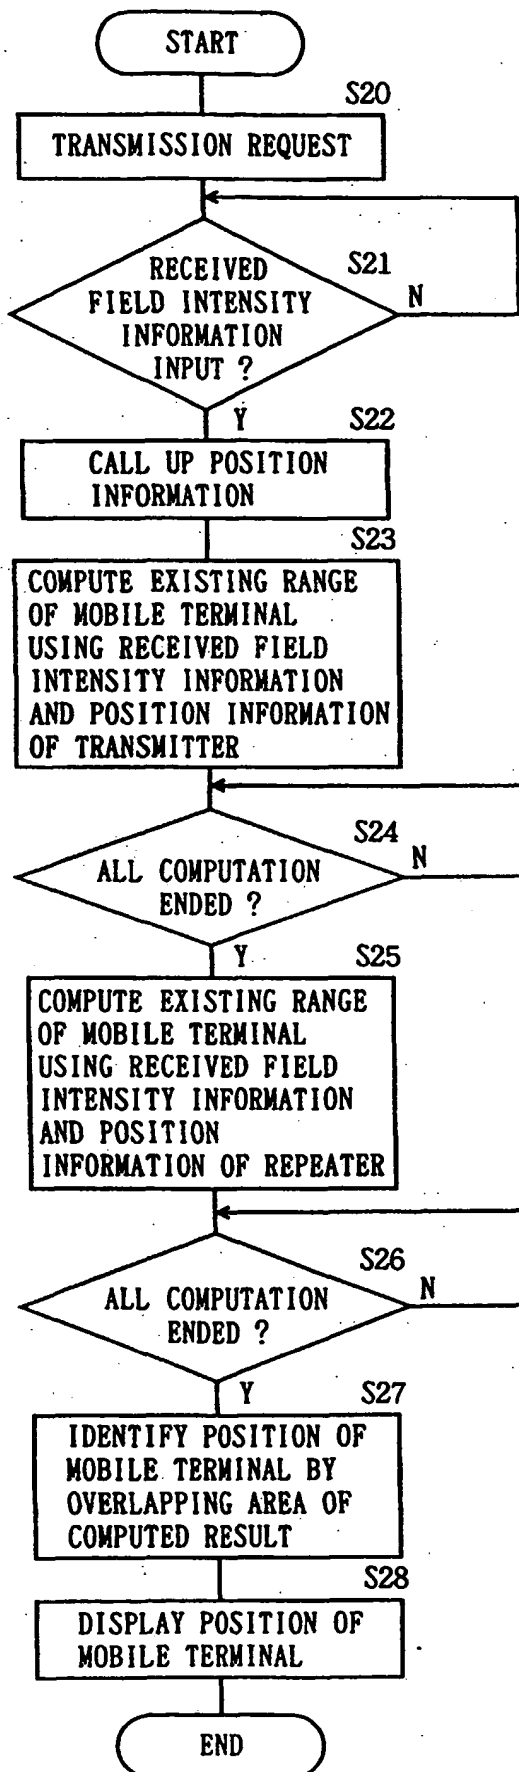 START
S20
TRANSMISSION REQUEST
S21
RECEIVED
FIELD INTENSITY
INFORMATION
INPUT ?
N
Y
S22
CALL UP POSITION
INFORMATION
S23
COMPUTE EXISTING RANGE
OF MOBILE TERMINAL
USING RECEIVED FIELD
INTENSITY INFORMATION
AND POSITION INFORMATION
OF TRANSMITTER
S24
ALL COMPUTATION
ENDED ?
N
Y
S25
COMPUTE EXISTING RANGE
OF MOBILE TERMINAL
USING RECEIVED FIELD
INTENSITY INFORMATION
AND POSITION
INFORMATION OF REPEATER
S26
ALL COMPUTATION
ENDED ?
N
Y
S27
IDENTIFY POSITION OF
MOBILE TERMINAL BY
OVERLAPPING AREA OF
COMPUTED RESULT
S28
DISPLAY POSITION OF
MOBILE TERMINAL
END